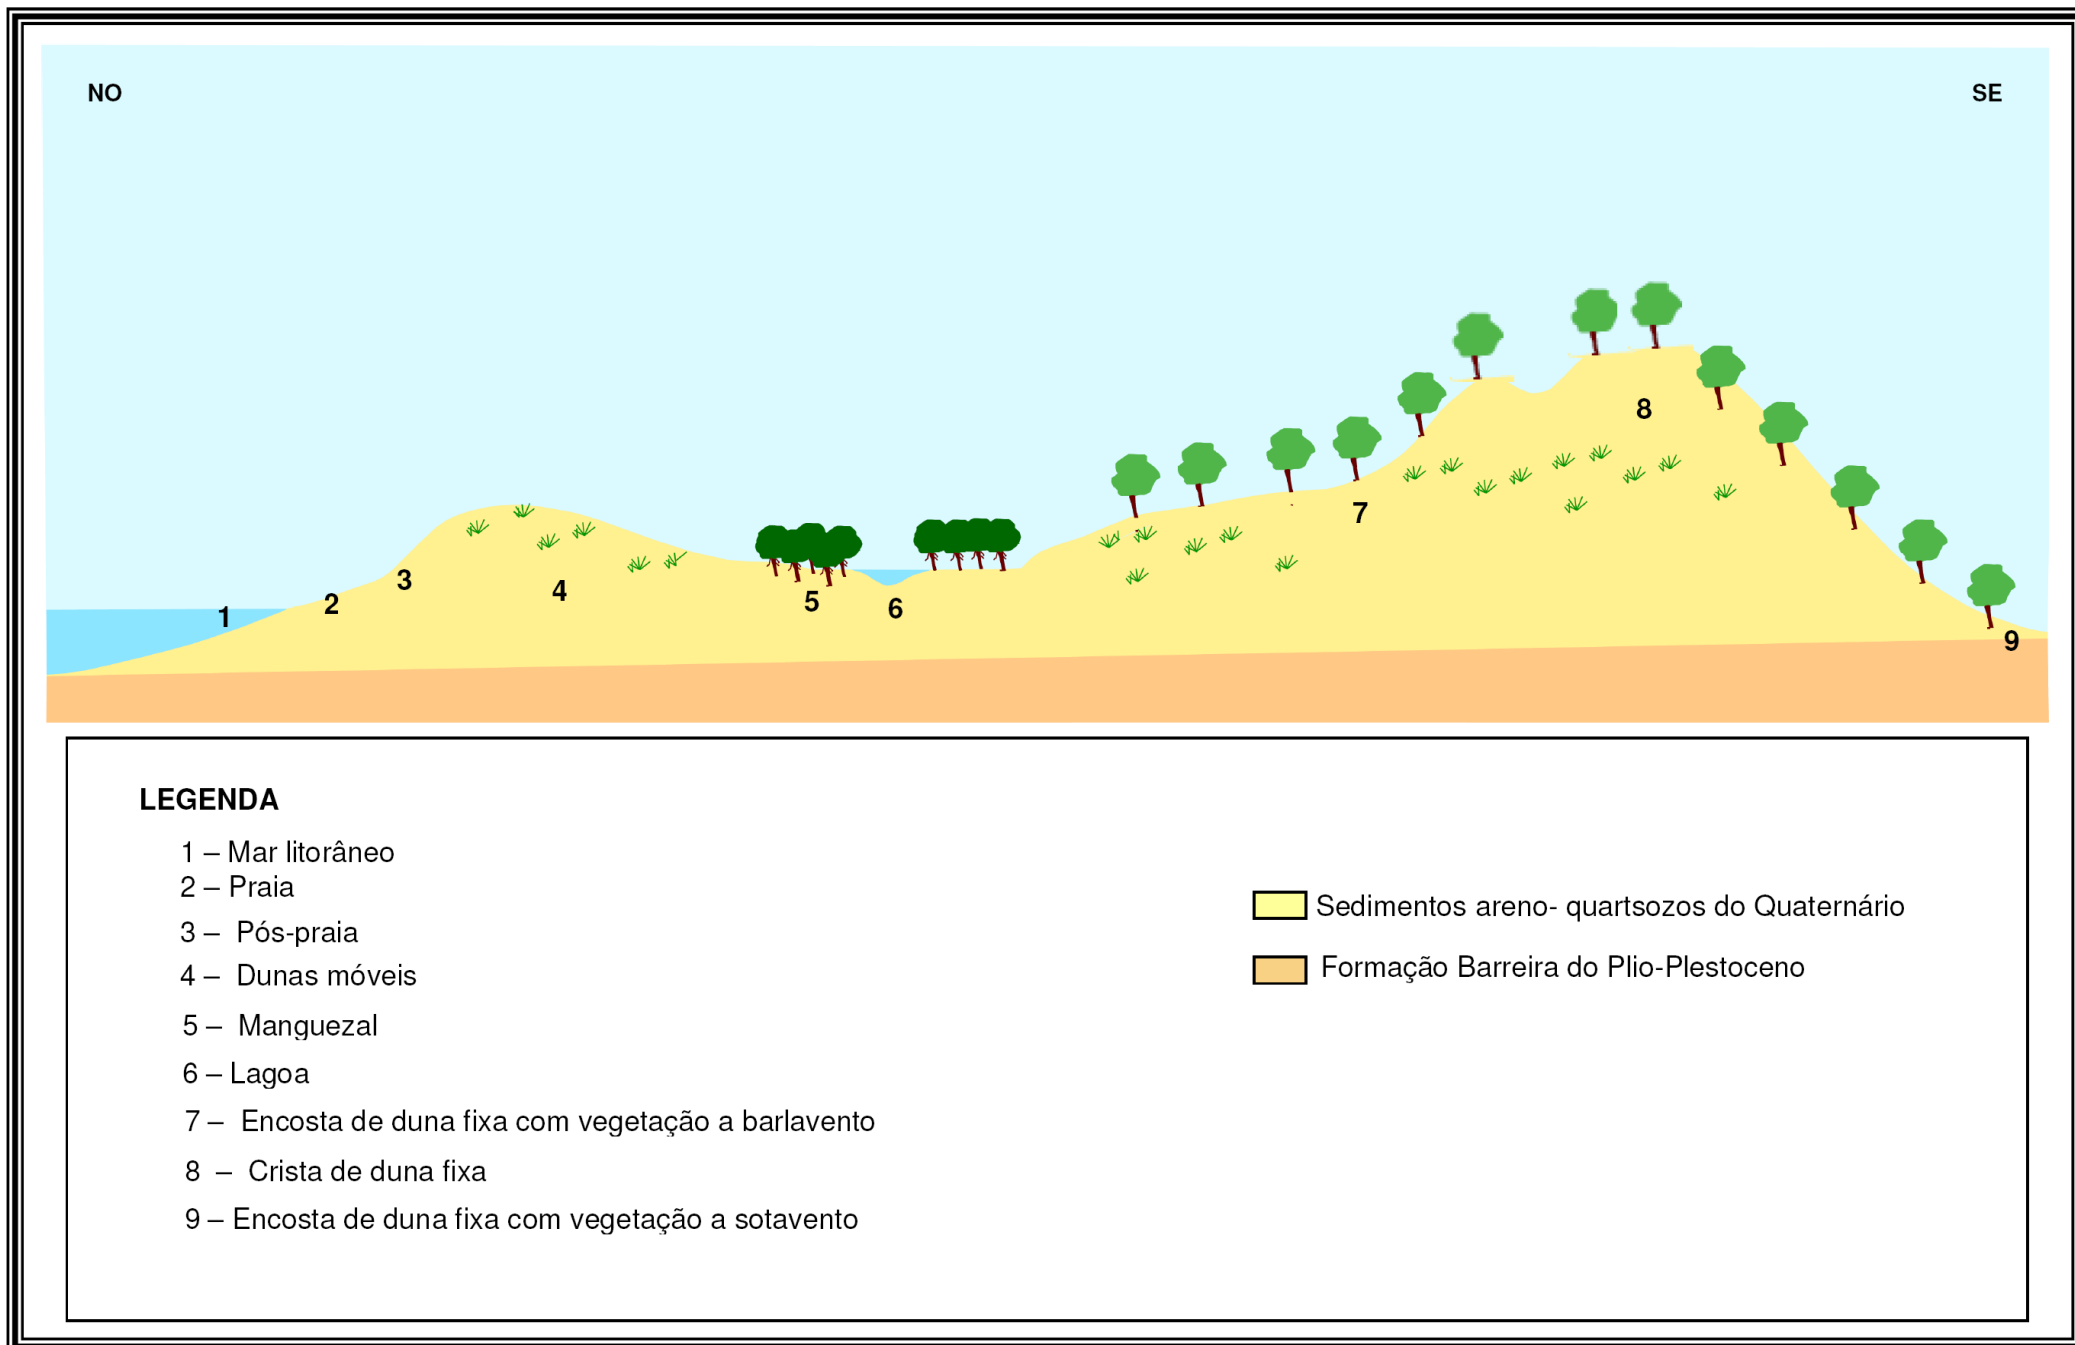 NO
SE
8
7
3
4
5
6
2
1
9
LEGENDA
1 – Mar litorâneo
2 – Praia
3 – Pós-praia
4 – Dunas móveis
5 – Manguezal
6 – Lagoa
7 – Encosta de duna fixa com vegetação a barlavento
8 – Crista de duna fixa
9 – Encosta de duna fixa com vegetação a sotavento
Sedimentos areno- quartsozos do Quaternário
Formação Barreira do Plio-Plestoceno